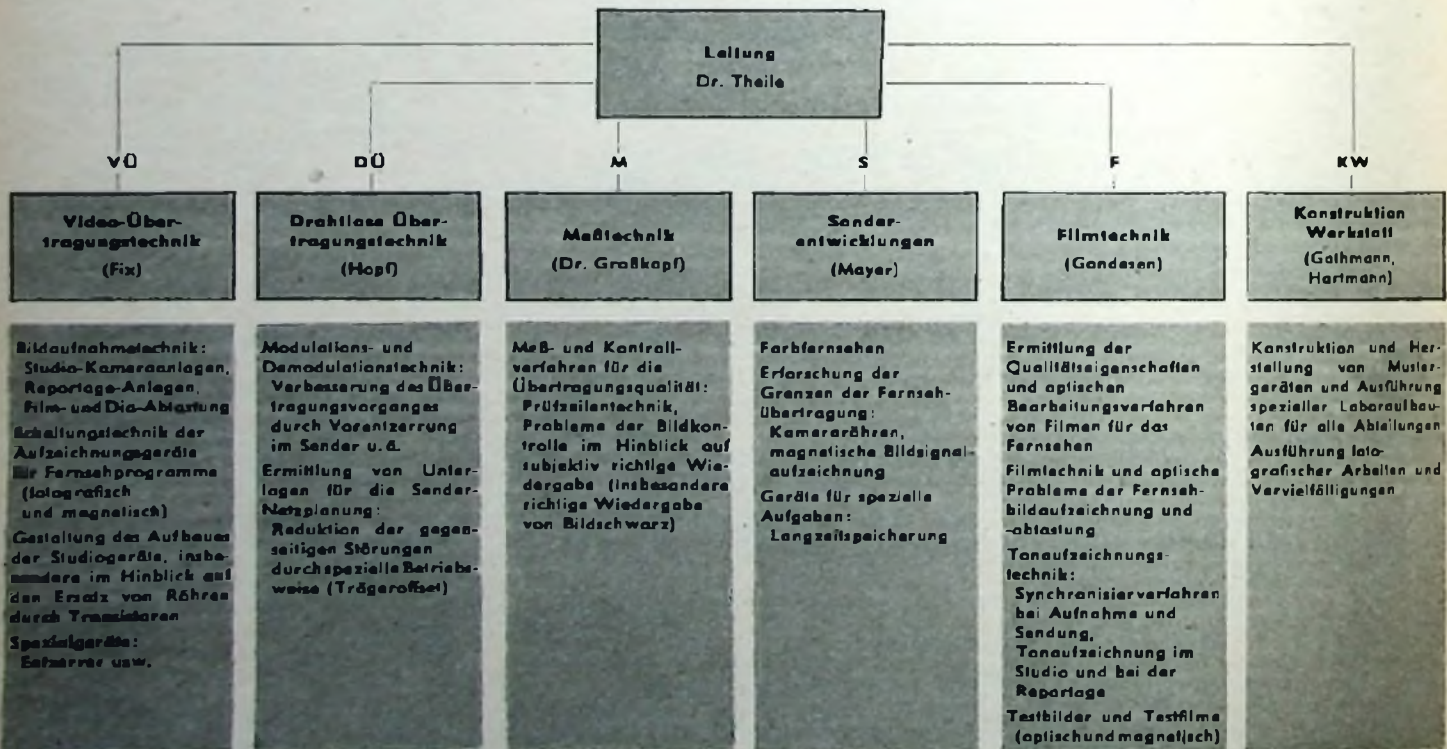 Leitung
Dr. Theile
VÜ
DÜ
M
S
F
KW
Video-Über-
tragungstechnik
(Fix)
Drahtlose Über-
tragungstechnik
(Hopf)
Meßtechnik
(Dr. Großkopf)
Sonder-
entwicklungen
(Mayer)
Filmtechnik
(Gondesen)
Konstruktion
Werkstatt
(Gathmann,
Hartmann)
Bildaufnahmetechnik:
Studio-Kameraanlagen,
Reportage-Anlagen,
Film- und Dia-Abtastung
Schaltungstechnik der
Aufzeichnungsgeräte
für Fernsehprogramme
(fotografisch
und magnetisch)
Gestaltung des Aufbaues
der Studiogeräte, insbe-
sondere im Hinblick auf
den Ersatz von Röhren
durch Transistoren
Spezialgeräte:
Entzerrer usw.
Modulations- und
Demodulationstechnik:
Verbesserung des Über-
tragungsvorganges
durch Vorentzerrung
im Sender u. ä.
Ermittlung von Unter-
lagen für die Sender-
Netzplanung:
Reduktion der gegen-
seitigen Störungen
durch spezielle Betriebs-
weise (Trägeroffset)
Meß- und Kontroll-
verfahren für die
Übertragungsqualität:
Prüfzeilentechnik,
Probleme der Bildkon-
trolle im Hinblick auf
subjektiv richtige Wie-
dergabe (insbesondere
richtige Wiedergabe
von Bildschwarz)
Farbfernsehen
Erforschung der
Grenzen der Fernseh-
übertragung:
Kameraröhren,
magnetische Bildsignal-
aufzeichnung
Geräte für spezielle
Aufgaben:
Langzeitspeicherung
Ermittlung der
Qualitätseigenschaften
und optischen
Bearbeitungsverfahren
von Filmen für das
Fernsehen
Filmtechnik und optische
Probleme der Fernseh-
bildaufzeichnung und
-abtastung
Tonaufzeichnungs-
technik:
Synchronisierverfahren
bei Aufnahme und
Sendung,
Tonaufzeichnung im
Studio und bei der
Reportage
Testbilder und Testfilme
(optisch und magnetisch)
Konstruktion und Her-
stellung von Muster-
geräten und Ausführung
spezieller Laboraufbau-
ten für alle Abteilungen
Ausführung foto-
grafischer Arbeiten und
Vervielfältigungen